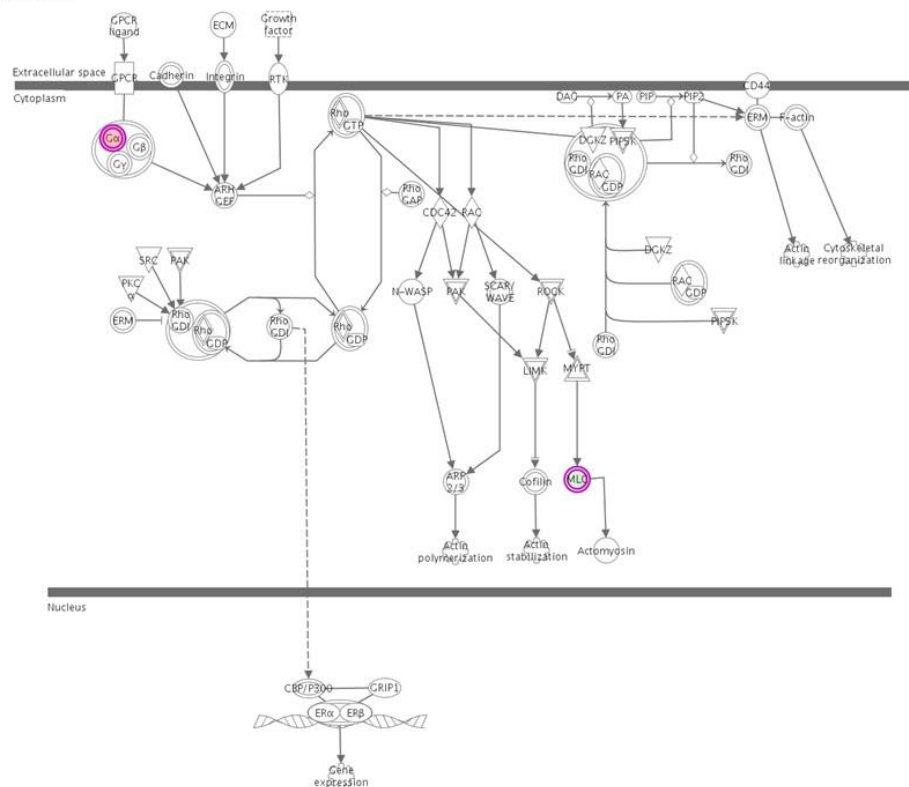 GPCR
ligand
ECM
Growth
factor
Extracellular space
GPCR
Cadherin
Integrin
RTK
CD44
Cytoplasm
DAG
PA
PIP
PIP2
Rho
GTP
ERM
F-actin
Gα
Gβ
Gγ
DGKZ
PIP5K
Rho
GDI
RAC
GDP
Rho
GDI
ARH
GEF
Rho
GAP
CDC42
RAC
SRC
PAK
DGKZ
Actin
linkage
Cytoskeletal
reorganization
PKC
α
N-WASP
PAK
SCAR/
WAVE
ROCK
RAC
GDP
ERM
Rho
GDI
Rho
GDP
Rho
GDI
Rho
GDP
PIP5K
Rho
GDI
LIMK
MYPT
ARP
2/3
Cofilin
MLC
Actin
polymerization
Actin
stabilization
Actomyosin
Nucleus
CBP/P300
GRIP1
ERα
ERβ
Gene
expression